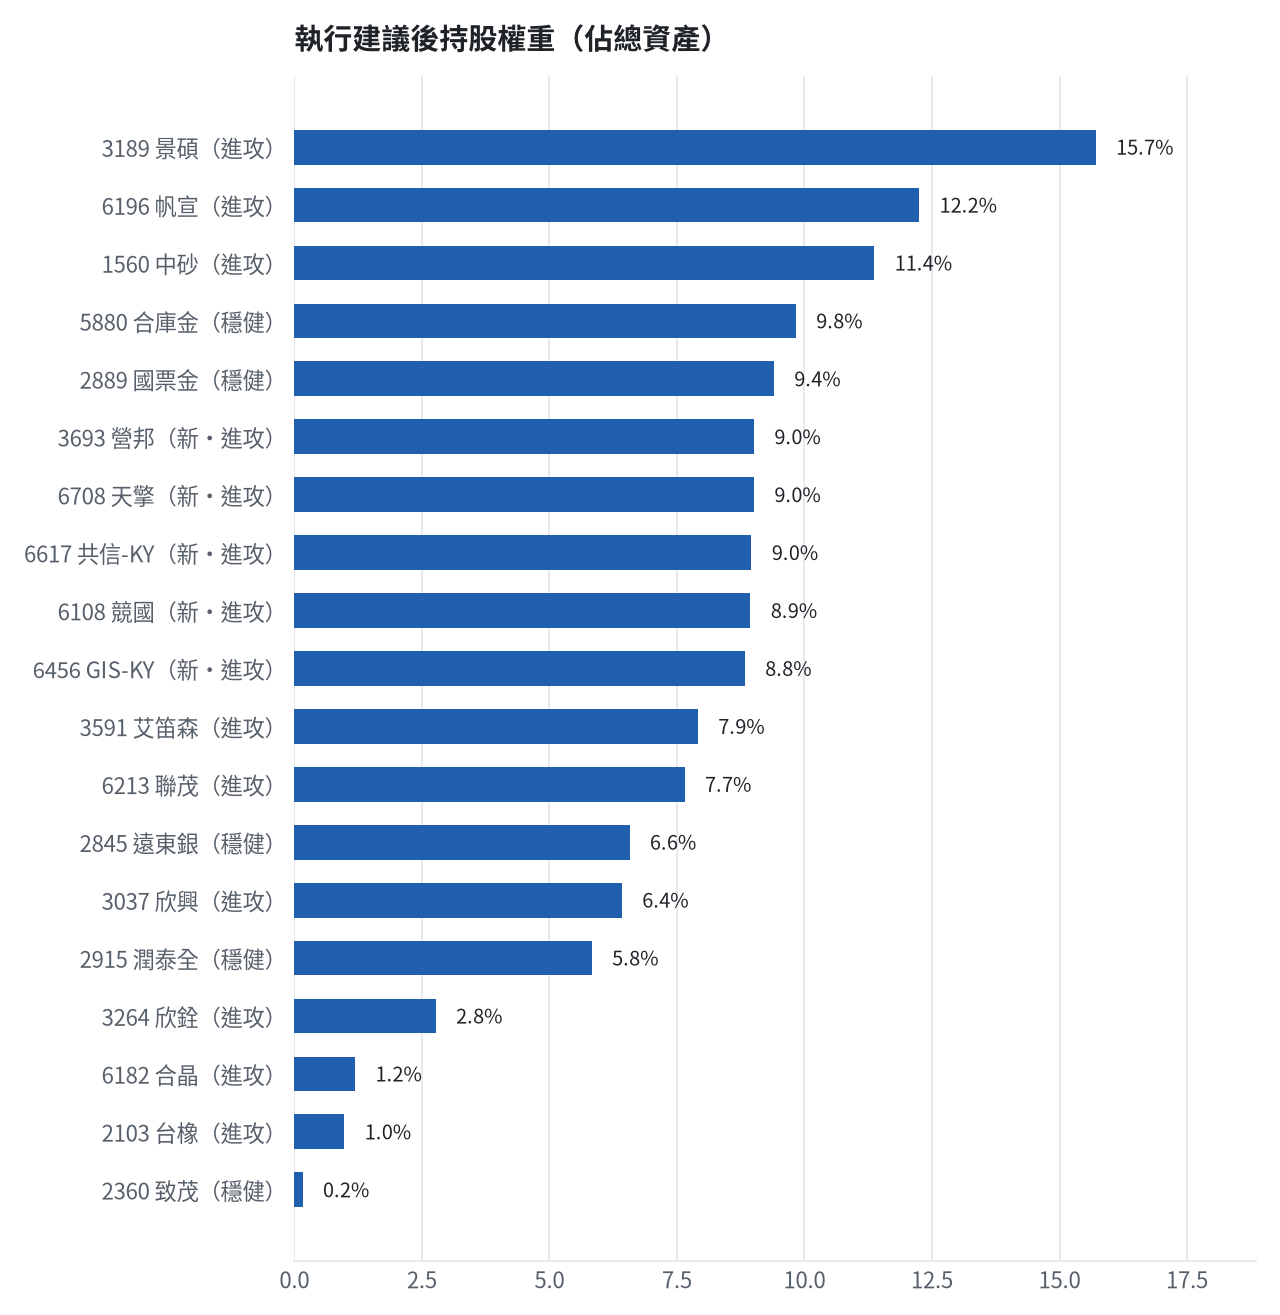 執行建議後持股權重（佔總資產）
3189 景碩（進攻） 15.7%
6196 帆宣（進攻） 12.2%
1560 中砂（進攻） 11.4%
5880 合庫金（穩健） 9.8%
2889 國票金（穩健） 9.4%
3693 營邦（新・進攻） 9.0%
6708 天擎（新・進攻） 9.0%
6617 共信-KY（新・進攻） 9.0%
6108 競國（新・進攻） 8.9%
6456 GIS-KY（新・進攻） 8.8%
3591 艾笛森（進攻） 7.9%
6213 聯茂（進攻） 7.7%
2845 遠東銀（穩健） 6.6%
3037 欣興（進攻） 6.4%
2915 潤泰全（穩健） 5.8%
3264 欣銓（進攻） 2.8%
6182 合晶（進攻） 1.2%
2103 台橡（進攻） 1.0%
2360 致茂（穩健） 0.2%
0.0 2.5 5.0 7.5 10.0 12.5 15.0 17.5